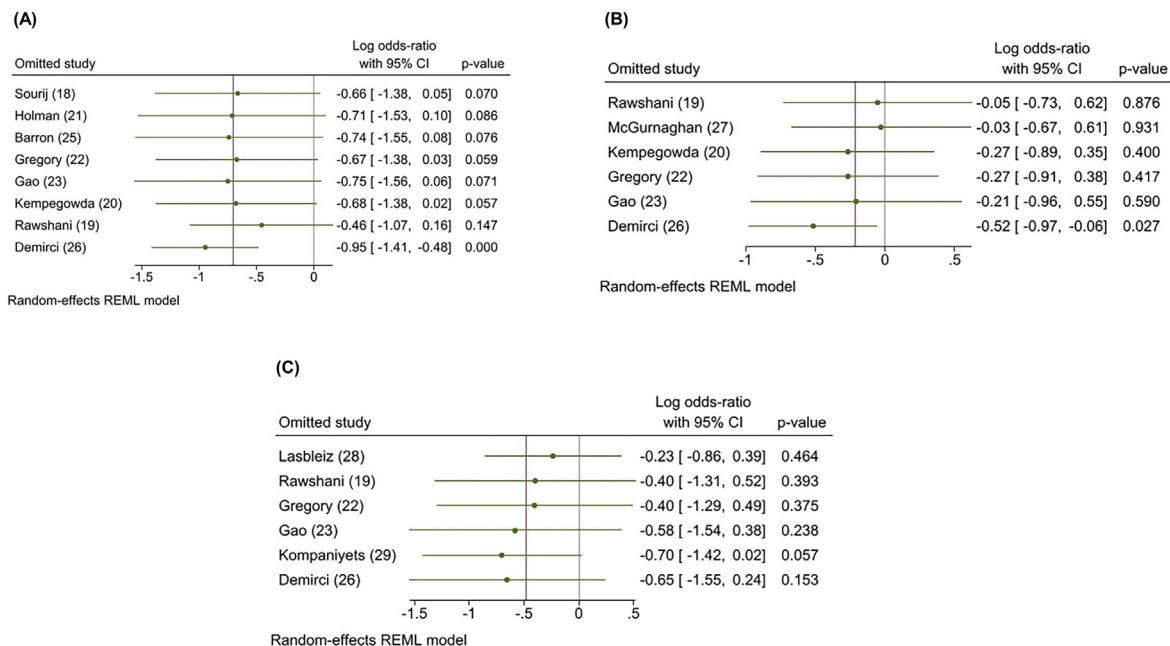 (A)
Log odds-ratio
Omitted study with 95% CI p-value
Sourij (18) -0.66 [ -1.38, 0.05] 0.070
Holman (21) -0.71 [ -1.53, 0.10] 0.086
Barron (25) -0.74 [ -1.55, 0.08] 0.076
Gregory (22) -0.67 [ -1.38, 0.03] 0.059
Gao (23) -0.75 [ -1.56, 0.06] 0.071
Kempegowda (20) -0.68 [ -1.38, 0.02] 0.057
Rawshani (19) -0.46 [ -1.07, 0.16] 0.147
Demirci (26) -0.95 [ -1.41, -0.48] 0.000
-1.5 -1 -.5 0
Random-effects REML model
(B)
Log odds-ratio
Omitted study with 95% CI p-value
Rawshani (19) -0.05 [ -0.73, 0.62] 0.876
McGurnaghan (27) -0.03 [ -0.67, 0.61] 0.931
Kempegowda (20) -0.27 [ -0.89, 0.35] 0.400
Gregory (22) -0.27 [ -0.91, 0.38] 0.417
Gao (23) -0.21 [ -0.96, 0.55] 0.590
Demirci (26) -0.52 [ -0.97, -0.06] 0.027
-1 -.5 0 .5
Random-effects REML model
(C)
Log odds-ratio
Omitted study with 95% CI p-value
Lasbleiz (28) -0.23 [ -0.86, 0.39] 0.464
Rawshani (19) -0.40 [ -1.31, 0.52] 0.393
Gregory (22) -0.40 [ -1.29, 0.49] 0.375
Gao (23) -0.58 [ -1.54, 0.38] 0.238
Kompaniyets (29) -0.70 [ -1.42, 0.02] 0.057
Demirci (26) -0.65 [ -1.55, 0.24] 0.153
-1.5 -1 -.5 0 .5
Random-effects REML model